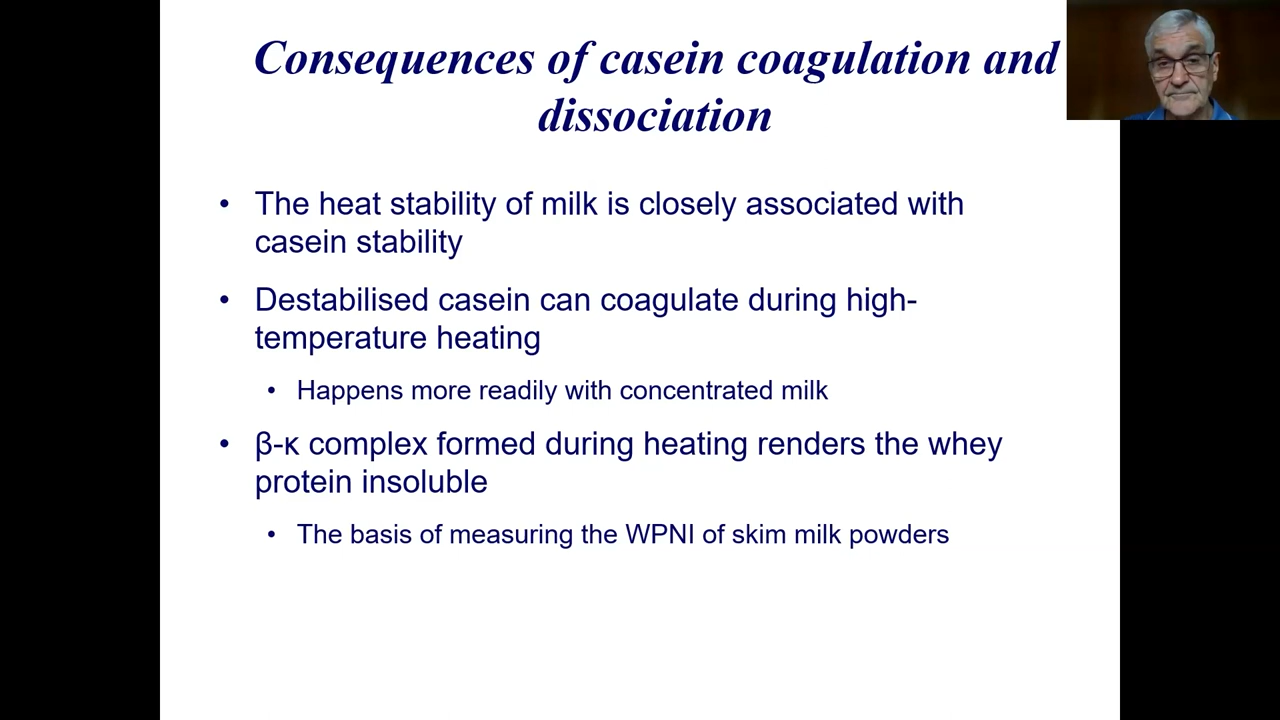 Consequences of casein coagulation and
dissociation
• The heat stability of milk is closely associated with
casein stability
• Destabilised casein can coagulate during high-
temperature heating
• Happens more readily with concentrated milk
• β-κ complex formed during heating renders the whey
protein insoluble
• The basis of measuring the WPNI of skim milk powders